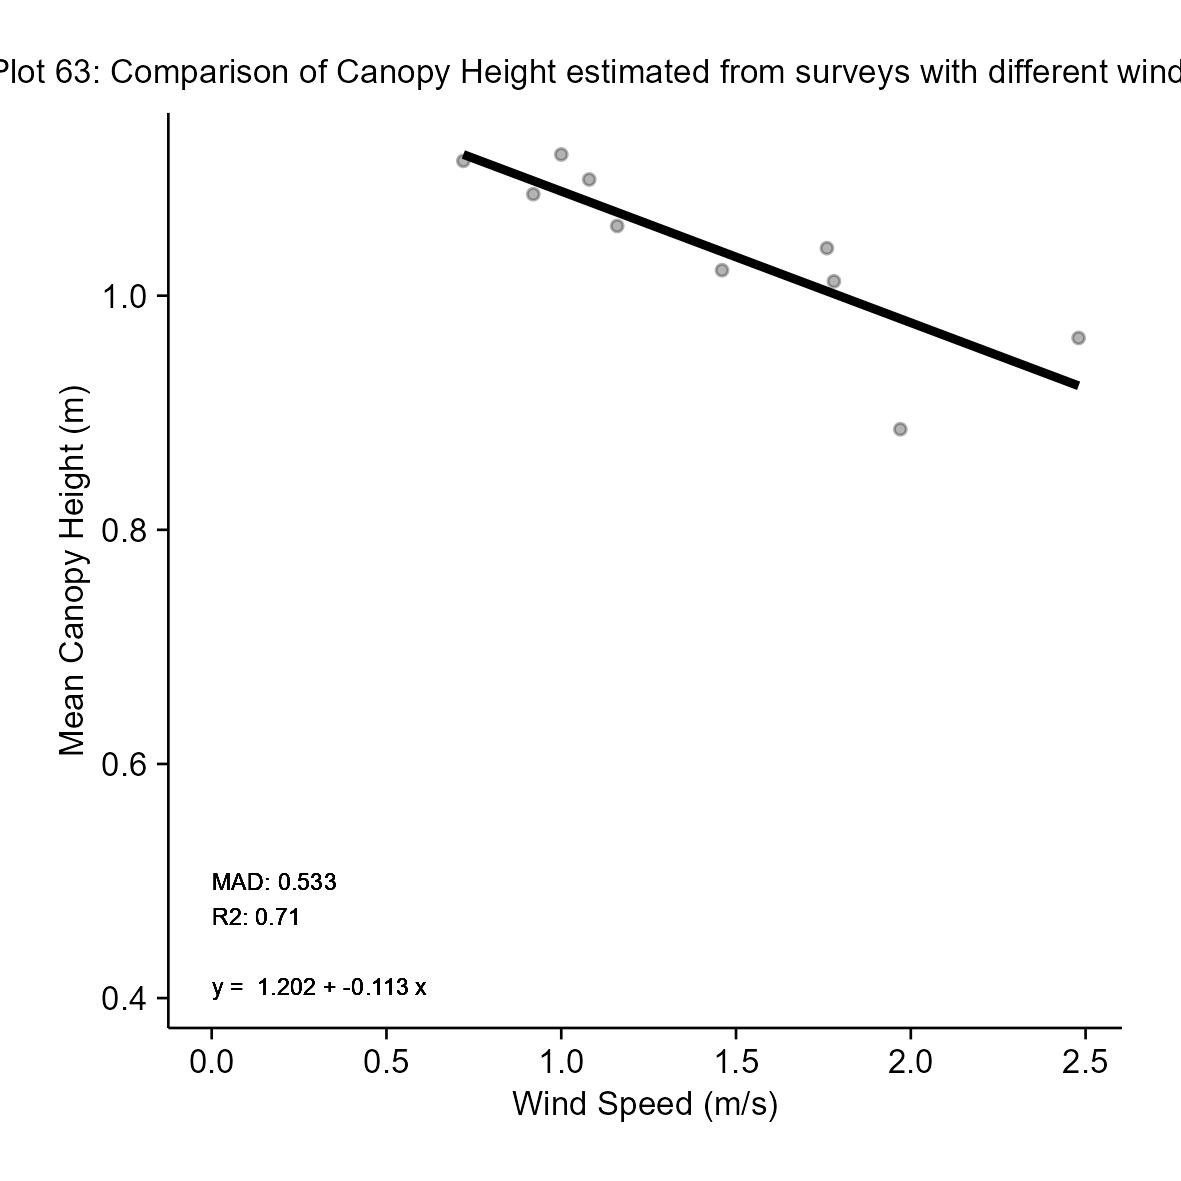 Plot 63: Comparison of Canopy Height estimated from surveys with different wind
1.0
0.8
0.6
0.4
Mean Canopy Height (m)
MAD: 0.533
R2: 0.71
y =  1.202 + -0.113 x
0.0 0.5 1.0 1.5 2.0 2.5
Wind Speed (m/s)